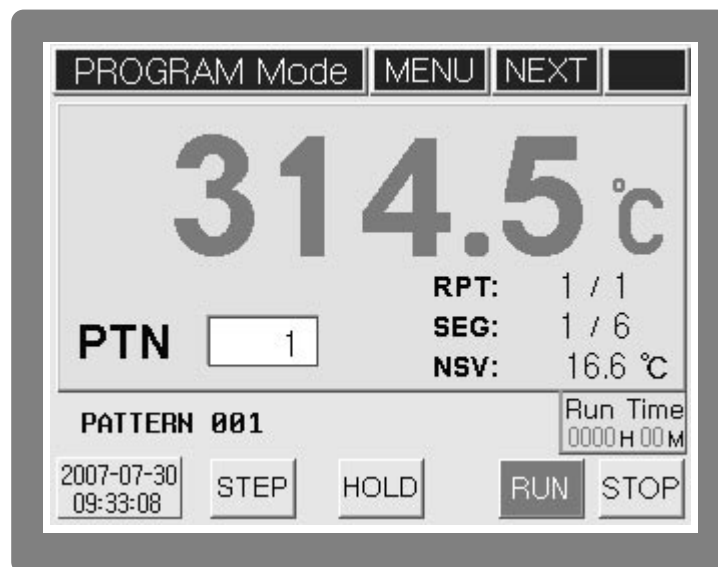 PROGRAM Mode MENU NEXT
314.5 ℃
RPT: 1 / 1
PTN 1 SEG: 1 / 6
NSV: 16.6 ℃
PATTERN 001
Run Time
0000 H 00 M
2007-07-30
09:33:08
STEP HOLD RUN STOP